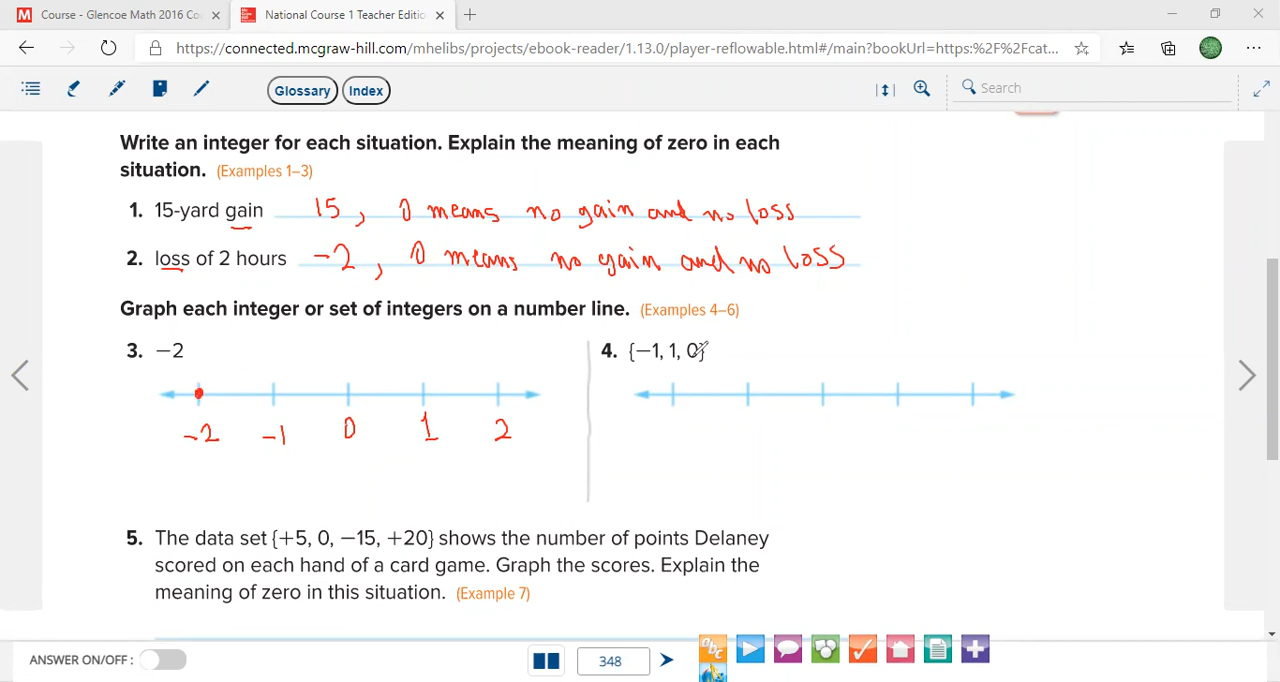 Course - Glencoe Math 2016 Co
National Course 1 Teacher Editio
https://connected.mcgraw-hill.com/mhelibs/projects/ebook-reader/1.13.0/player-reflowable.html#/main?bookUrl=https:%2F%2Fcat...
Glossary Index Search
Write an integer for each situation. Explain the meaning of zero in each
situation. (Examples 1–3)
1. 15-yard gain 15, 0 means no gain and no loss
2. loss of 2 hours -2, 0 means no gain and no loss
Graph each integer or set of integers on a number line. (Examples 4–6)
3. −2
-2 -1 0 1 2
4. {−1, 1, 0}
5. The data set {+5, 0, −15, +20} shows the number of points Delaney
scored on each hand of a card game. Graph the scores. Explain the
meaning of zero in this situation. (Example 7)
ANSWER ON/OFF : 348 abc